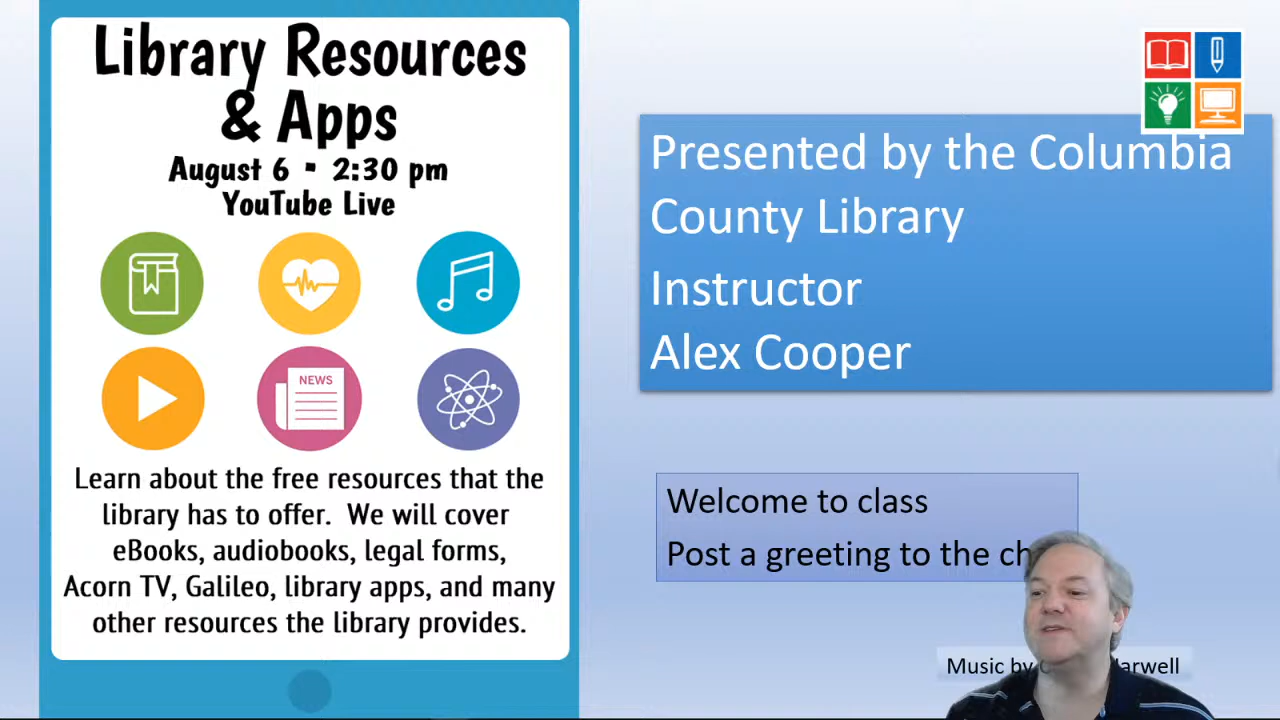 Library Resources
& Apps
August 6 ▪ 2:30 pm
YouTube Live
NEWS
Learn about the free resources that the
library has to offer. We will cover
eBooks, audiobooks, legal forms,
Acorn TV, Galileo, library apps, and many
other resources the library provides.
Presented by the Columbia
County Library
Instructor
Alex Cooper
Welcome to class
Post a greeting to the
Music by